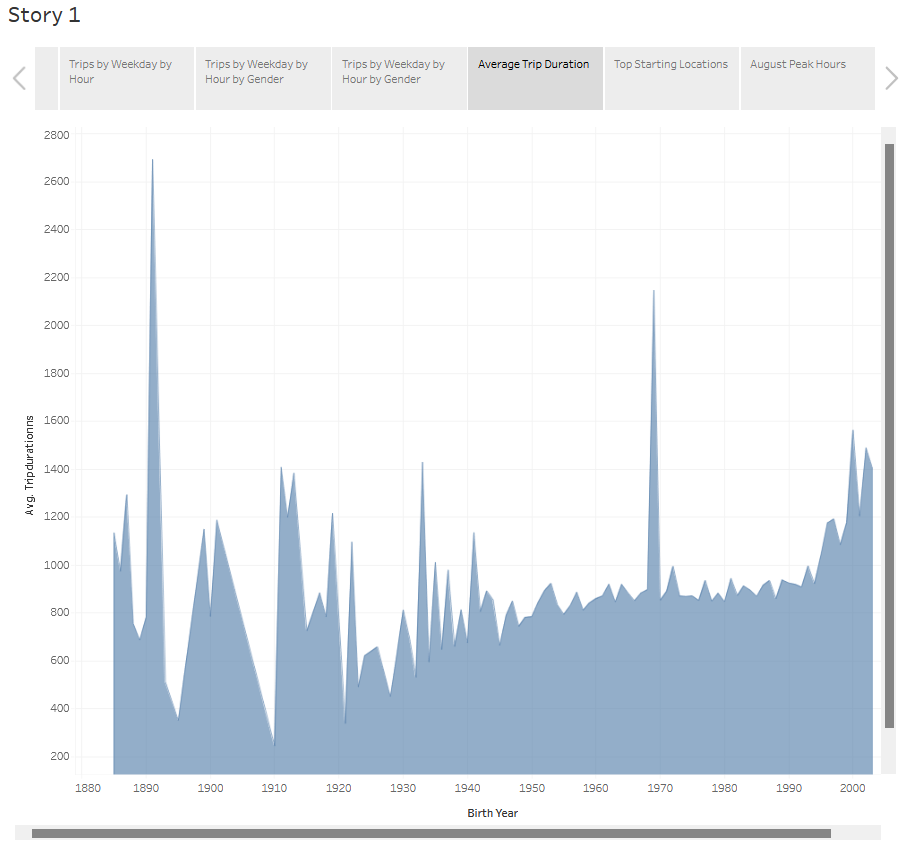 Story 1
Trips by Weekday by
Hour
Trips by Weekday by
Hour by Gender
Trips by Weekday by
Hour by Gender
Average Trip Duration
Top Starting Locations
August Peak Hours
2800
2600
2400
2200
2000
1800
1600
1400
1200
1000
800
600
400
200
Avg. Tripdurationns
1880 1890 1900 1910 1920 1930 1940 1950 1960 1970 1980 1990 2000
Birth Year